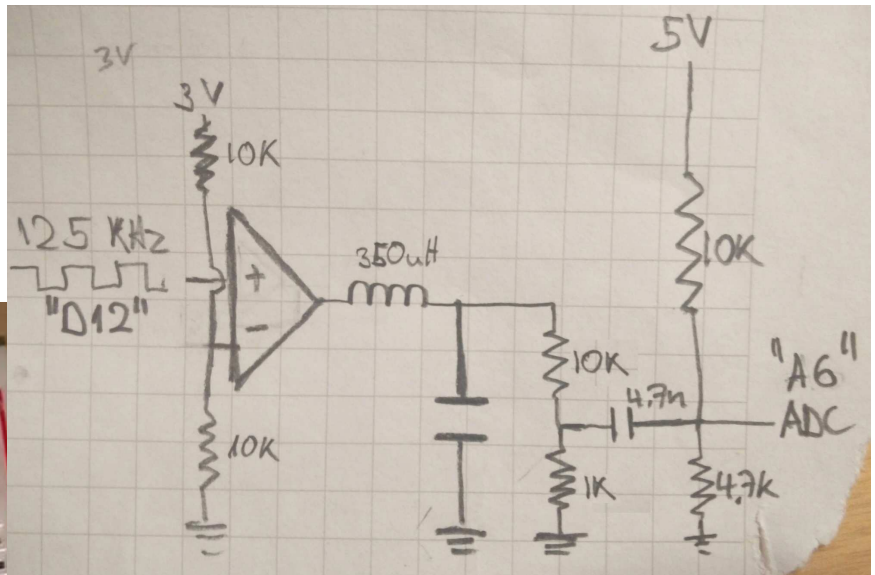 3V
5V
3V
10K
125 KHz
"D12"
+
-
350uH
10K
10K
4.7n
"A6"
ADC
10K
1K
4.7K